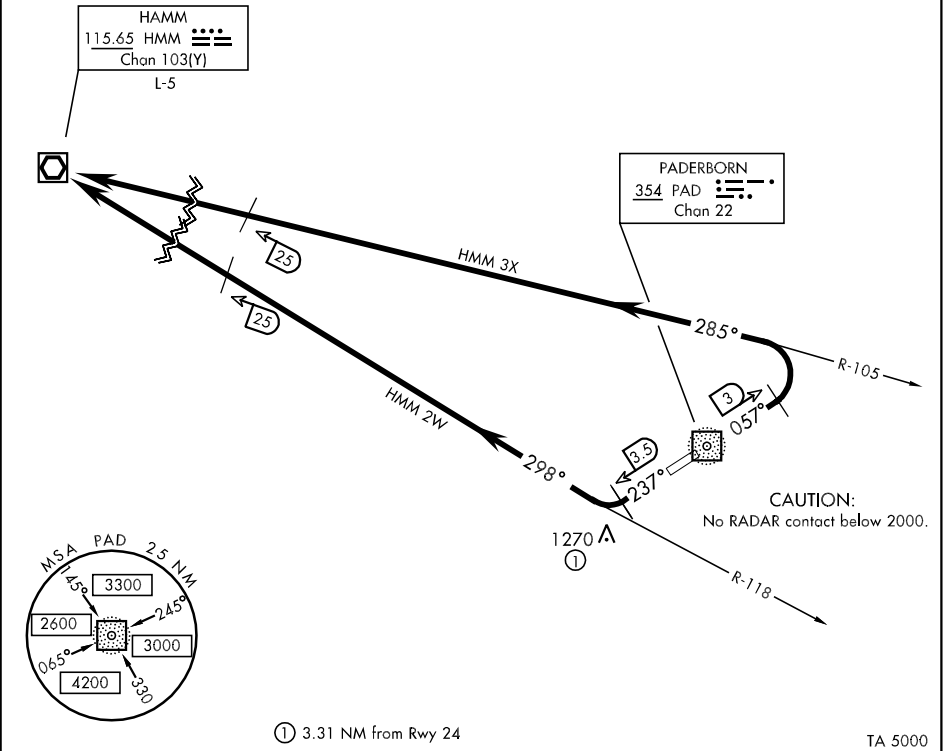 HAMM
115.65 HMM
Chan 103(Y)
L-5
PADERBORN
354 PAD
Chan 22
25
HMM 3X
25
285°
R-105
HMM 2W
3
057°
298°
3.5
237°
CAUTION:
No RADAR contact below 2000.
1270
1
R-118
MSA PAD 25 NM
145°
3300
245°
2600
3000
065°
4200
330
1 3.31 NM from Rwy 24
TA 5000